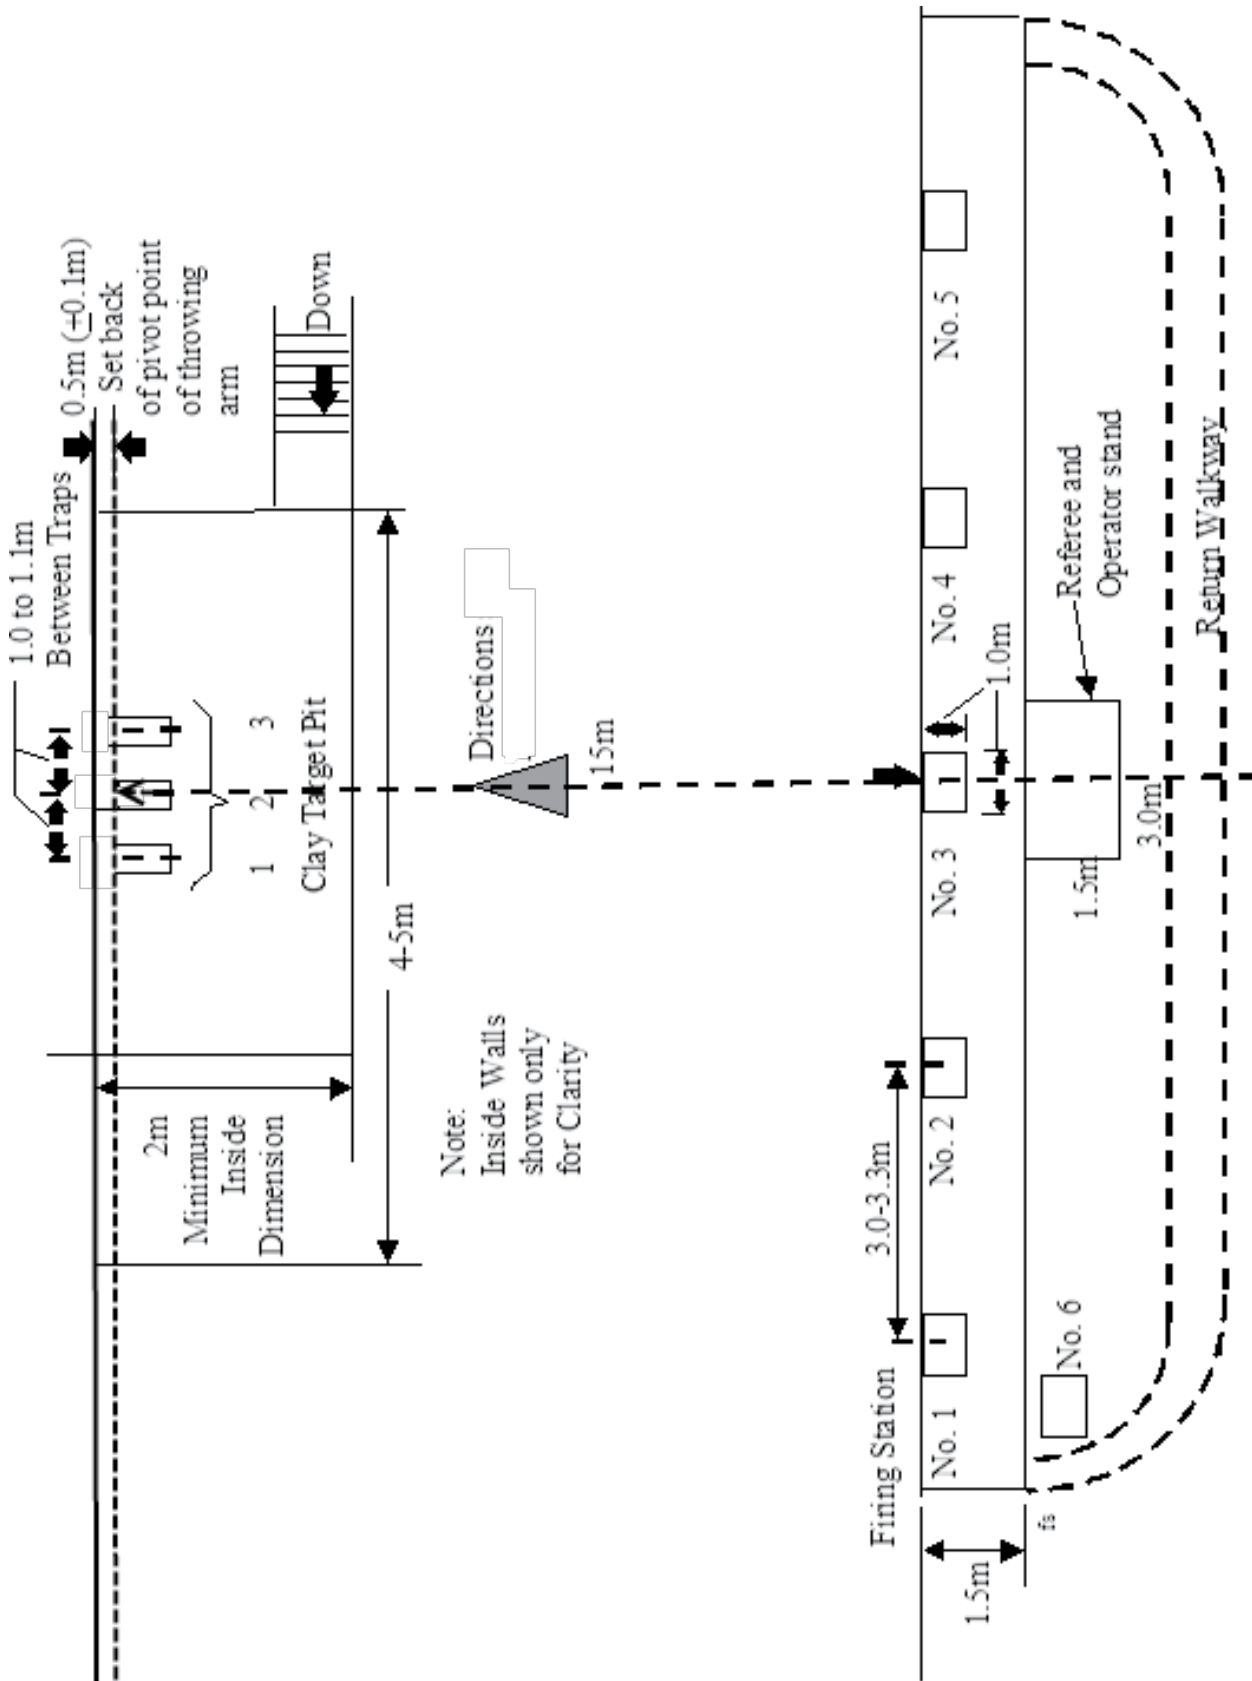 1.0 to 1.1m
Between Traps
0.5m (±0.1m)
Set back
of pivot point
of throwing
arm
Down
1
2
3
Clay Target Pit
2m
Minimum
Inside
Dimension
4-5m
Note:
Inside Walls
shown only
for Clarity
Directions
15m
Firing Station
3.0-3.3m
No. 1
No. 2
No. 3
No. 4
No. 5
1.0m
1.5m
fs
No. 6
1.5m
3.0m
Referee and
Operator stand
Return Walkway